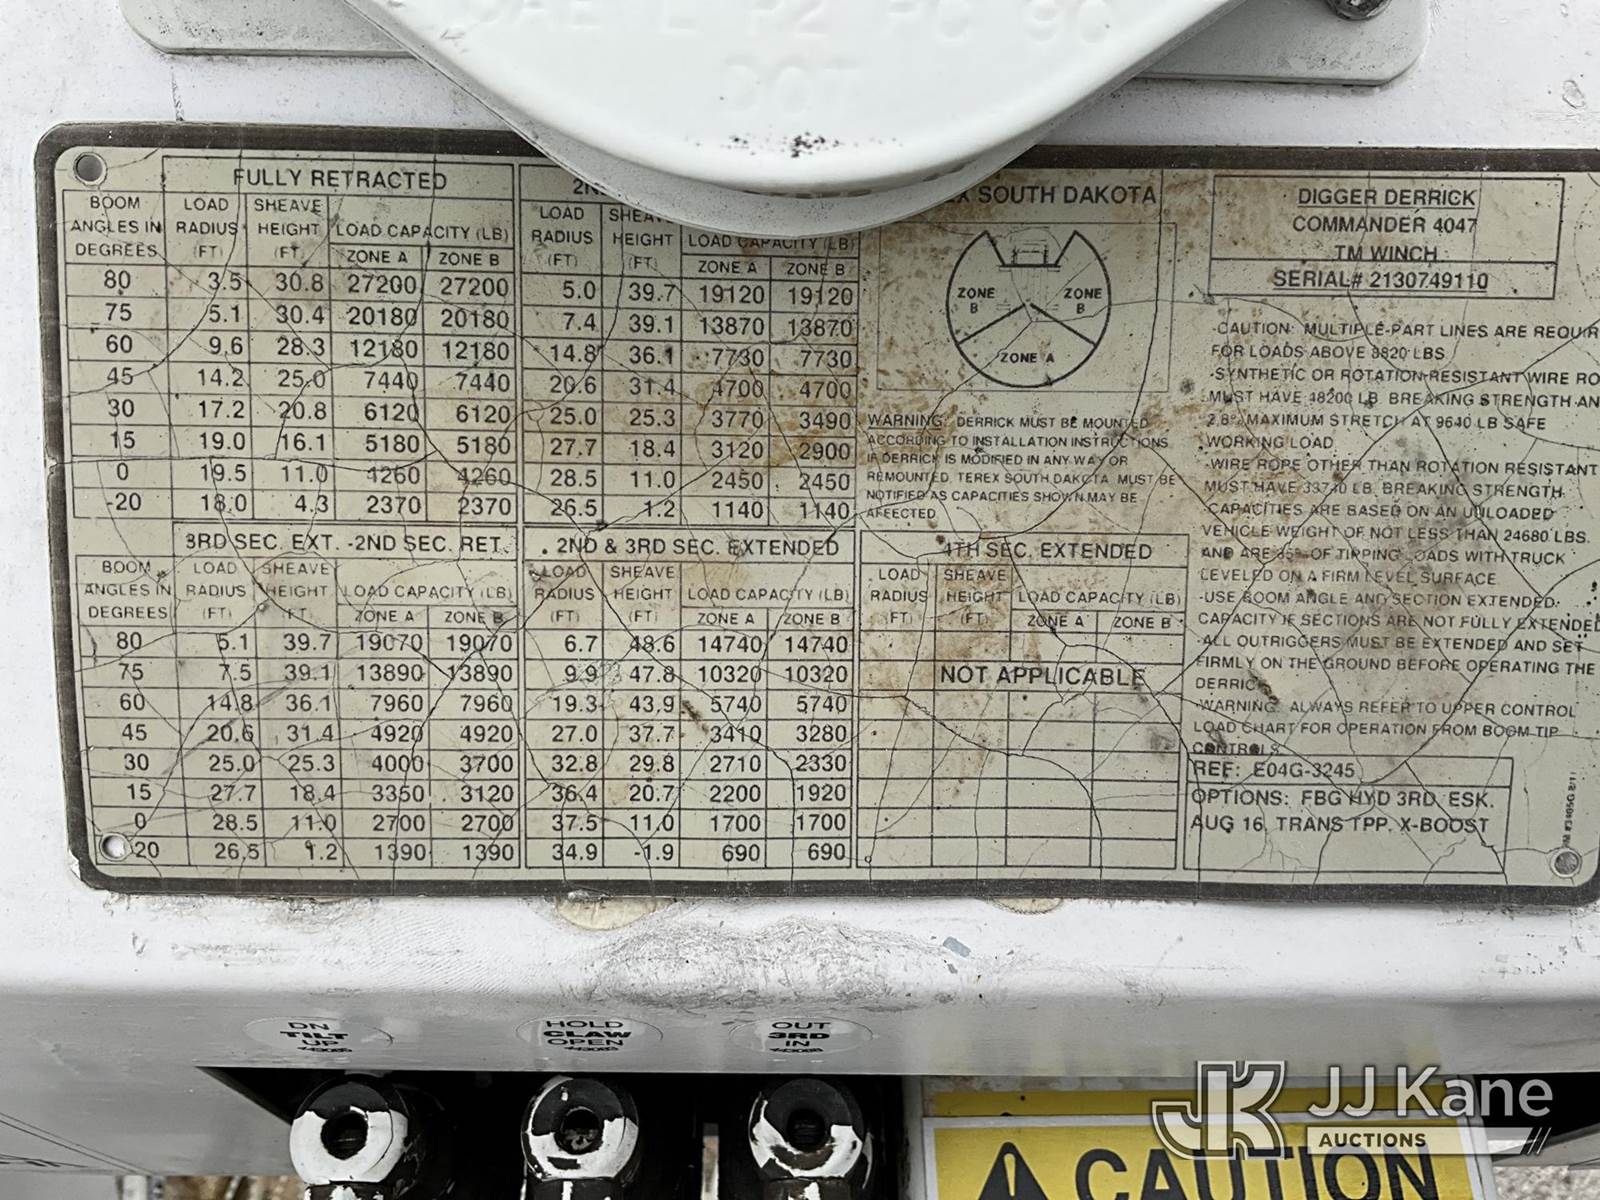 DOT
FULLY RETRACTED
BOOM ANGLES IN DEGREES LOAD RADIUS (FT) SHEAVE HEIGHT (FT) LOAD CAPACITY (LB)
ZONE A ZONE B
80 3.5 30.8 27200 27200
75 5.1 30.4 20180 20180
60 9.6 28.3 12180 12180
45 14.2 25.0 7440 7440
30 17.2 20.8 6120 6120
15 19.0 16.1 5180 5180
0 19.5 11.0 4260 4260
-20 18.0 4.3 2370 2370
LOAD RADIUS (FT) HEIGHT (FT) LOAD CAPACITY (LB)
ZONE A ZONE B
5.0 39.7 19120 19120
7.4 39.1 13870 13870
14.8 36.1 7730 7730
20.6 31.4 4700 4700
25.0 25.3 3770 3490
27.7 18.4 3120 2900
28.5 11.0 2450 2450
26.5 1.2 1140 1140
3RD SEC. EXT. -2ND SEC. RET.
BOOM ANGLES IN DEGREES LOAD RADIUS (FT) SHEAVE HEIGHT FT LOAD CAPACITY (LB)
ZONE A ZONE B
80 5.1 39.7 19070 19070
75 7.5 39.1 13890 13890
60 14.8 36.1 7960 7960
45 20.6 31.4 4920 4920
30 25.0 25.3 4000 3700
15 27.7 18.4 3350 3120
0 28.5 11.0 2700 2700
20 26.5 1.2 1390 1390
2ND & 3RD SEC. EXTENDED
LOAD RADIUS (FT) SHEAVE HEIGHT (FT) LOAD CAPACITY (LB)
ZONE A ZONE B
6.7 48.6 14740 14740
9.9 47.8 10320 10320
19.3 43.9 5740 5740
27.0 37.7 3410 3280
32.8 29.8 2710 2330
36.4 20.7 2200 1920
37.5 11.0 1700 1700
34.9 -1.9 690 690
SOUTH DAKOTA
ZONE B ZONE B
ZONE A
WARNING: DERRICK MUST BE MOUNTED
ACCORDING TO INSTALLATION INSTRUCTIONS.
IF DERRICK IS MODIFIED IN ANY WAY OR
REMOUNTED, TEREX SOUTH DAKOTA MUST BE
NOTIFIED AS CAPACITIES SHOWN MAY BE
AFFECTED
4TH SEC. EXTENDED
LOAD RADIUS (FT) SHEAVE HEIGHT (FT) LOAD CAPACITY (LB)
ZONE A ZONE B
NOT APPLICABLE
DIGGER DERRICK
COMMANDER 4047
TM WINCH
SERIAL# 2130749110
-CAUTION: MULTIPLE-PART LINES ARE REQUIR
FOR LOADS ABOVE 8820 LBS.
-SYNTHETIC OR ROTATION-RESISTANT WIRE RO
MUST HAVE 48200 LB. BREAKING STRENGTH AN
2.8% MAXIMUM STRETCH AT 9640 LB SAFE
WORKING LOAD.
-WIRE ROPE OTHER THAN ROTATION RESISTANT
MUST HAVE 33740 LB. BREAKING STRENGTH.
-CAPACITIES ARE BASED ON AN UNLOADED
VEHICLE WEIGHT OF NOT LESS THAN 24680 LBS.
AND ARE 85% OF TIPPING LOADS WITH TRUCK
LEVELED ON A FIRM LEVEL SURFACE
-USE BOOM ANGLE AND SECTION EXTENDED
CAPACITY IF SECTIONS ARE NOT FULLY EXTENDED
-ALL OUTRIGGERS MUST BE EXTENDED AND SET
FIRMLY ON THE GROUND BEFORE OPERATING THE
DERRICK
-WARNING: ALWAYS REFER TO UPPER CONTROL
LOAD CHART FOR OPERATION FROM BOOM TIP
CONTROLS
REF: E04G-3245
OPTIONS: FBG HYD 3RD, ESK.
AUG 16, TRANS TPP, X-BOOST
DN
TILT
UP
HOLD
CLAW
OPEN
OUT
3RD
IN
CAUTION
JK JJ Kane
AUCTIONS